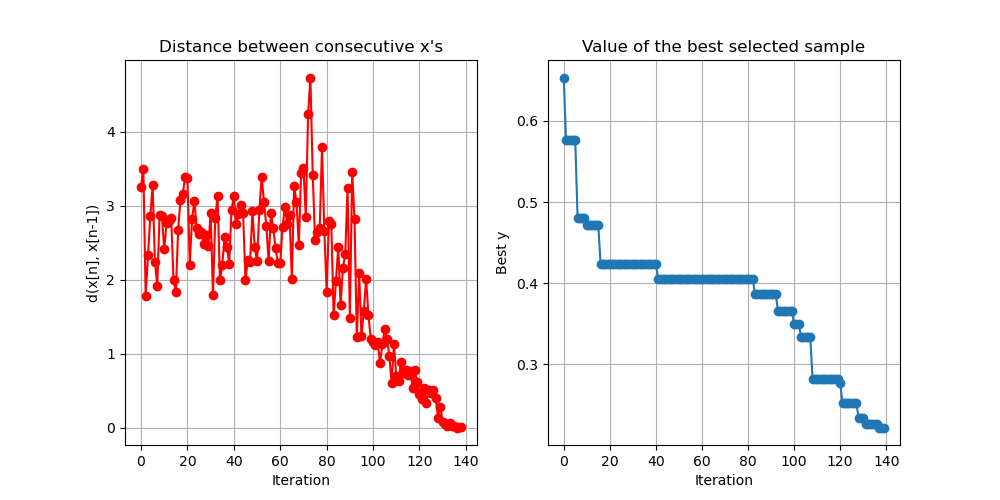 Distance between consecutive x's
d(x[n], x[n-1])
4
3
2
1
0
0 20 40 60 80 100 120 140
Iteration
Value of the best selected sample
Best y
0.6
0.5
0.4
0.3
0 20 40 60 80 100 120 140
Iteration